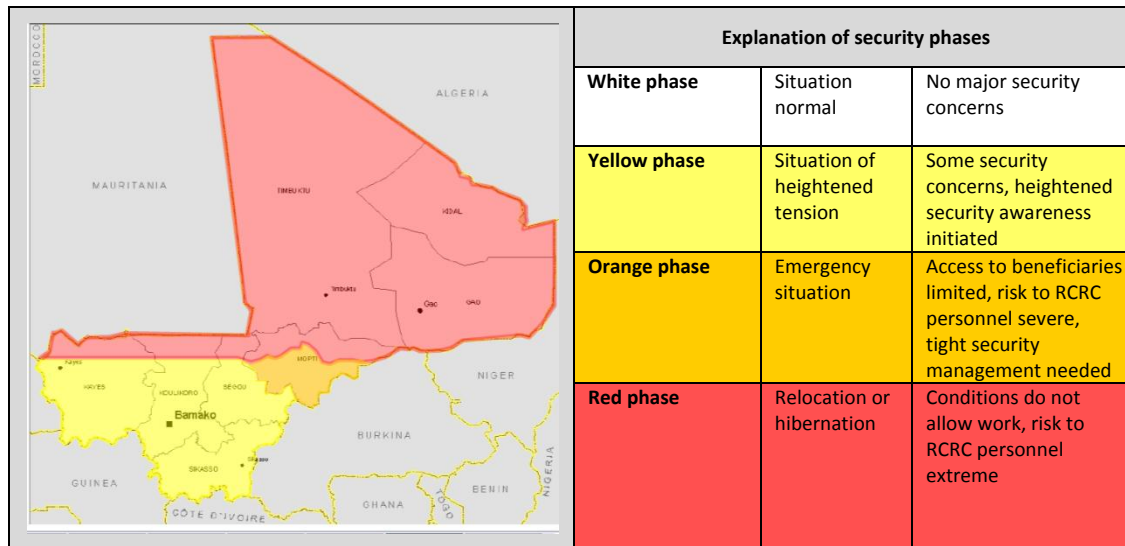 MOROCCO
ALGERIA
MAURITANIA
TIMBUKTU
KIDAL
Timbuktu
Gao
GAO
Kayes
MOPTI
KAYES
KOULIKORO
SEGOU
NIGER
Bamako
BURKINA
SIKASSO
GUINEA
BENIN
NIGERIA
TOGO
GHANA
CÔTE D'IVOIRE
Explanation of security phases
White phase
Situation
normal
No major security
concerns
Yellow phase
Situation of
heightened
tension
Some security
concerns, heightened
security awareness
initiated
Orange phase
Emergency
situation
Access to beneficiaries
limited, risk to RCRC
personnel severe,
tight security
management needed
Red phase
Relocation or
hibernation
Conditions do not
allow work, risk to
RCRC personnel
extreme